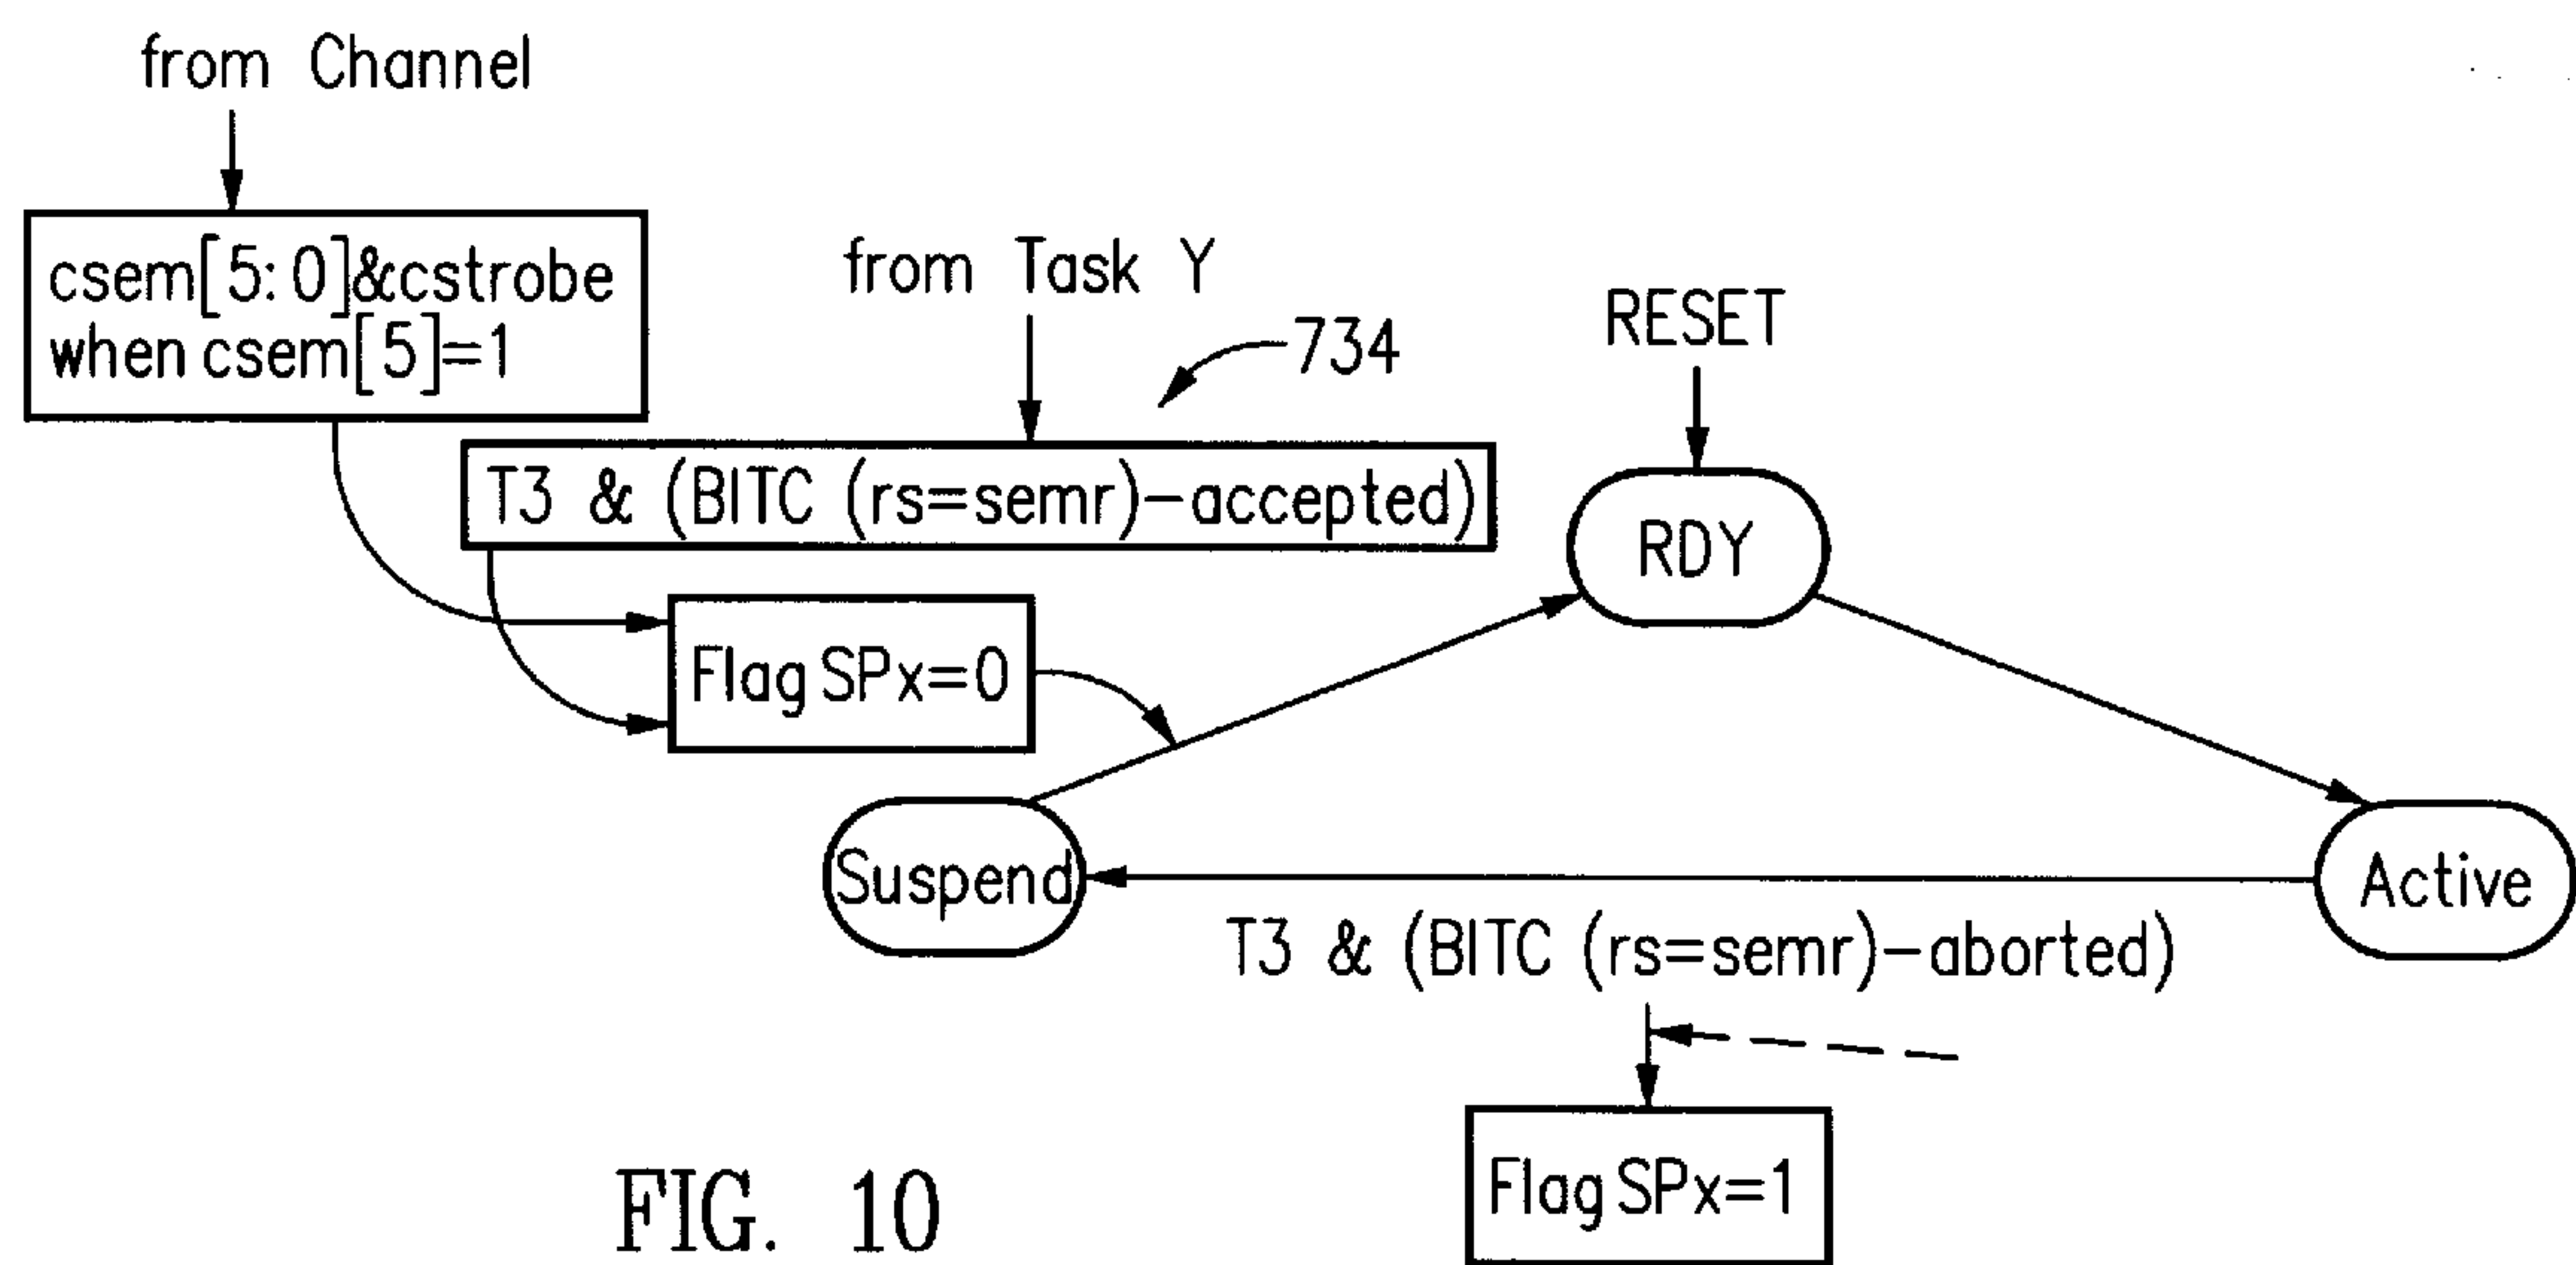 from Channel
csem[5:0]&cstrobe
when csem[5]=1
from Task Y
734
RESET
T3 & (BITC (rs=semr)-accepted)
RDY
Flag SPx=0
Suspend
Active
T3 & (BITC (rs=semr)-aborted)
Flag SPx=1
FIG. 10